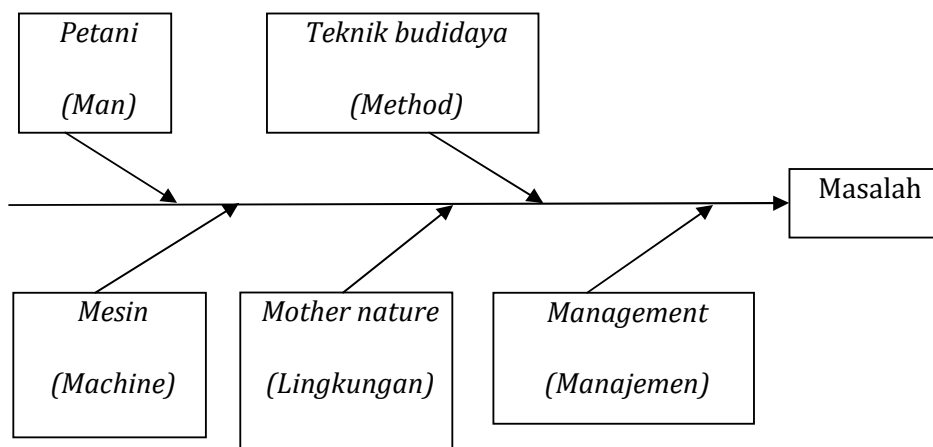 Petani
(Man)
Teknik budidaya
(Method)
Masalah
Mesin
(Machine)
Mother nature
(Lingkungan)
Management
(Manajemen)